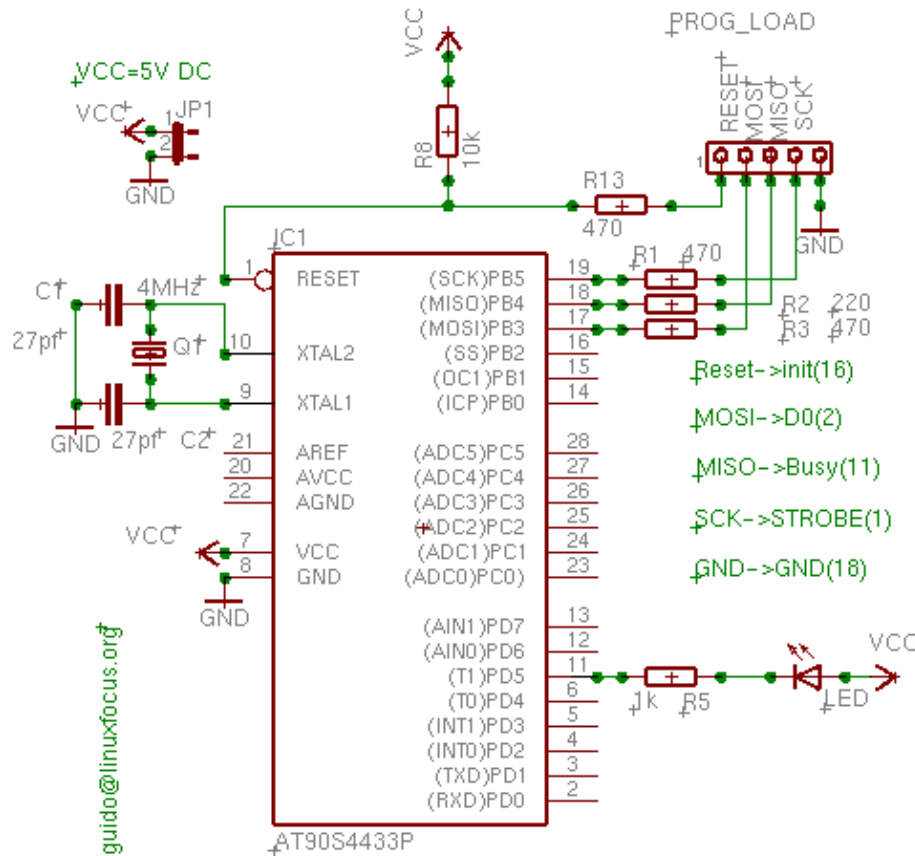 PROG_LOAD
VCC
VCC=5V DC
JP1
VCC
1
2
GND
RESET
MOSI
MISO
SCK
1
R8
10k
R13
470
GND
IC1
R1 470
R2 220
R3 470
C1
4MHz
27pf
Q1
GND
27pf C2
1 RESET
10 XTAL2
9 XTAL1
21 AREF
20 AVCC
22 AGND
VCC
7 VCC
8 GND
GND
(SCK)PB5 19
(MISO)PB4 18
(MOSI)PB3 17
(SS)PB2 16
(OC1)PB1 15
(ICP)PB0 14
(ADC5)PC5 28
(ADC4)PC4 27
(ADC3)PC3 26
(ADC2)PC2 25
(ADC1)PC1 24
(ADC0)PC0) 23
(AIN1)PD7 13
(AIN0)PD6 12
(T1)PD5 11
(T0)PD4 6
(INT1)PD3 5
(INT0)PD2 4
(TXD)PD1 3
(RXD)PD0 2
Reset->init(16)
MOSI->D0(2)
MISO->Busy(11)
SCK->STROBE(1)
GND->GND(18)
VCC
1k R5
LED
guido@linuxfocus.org
AT90S4433P